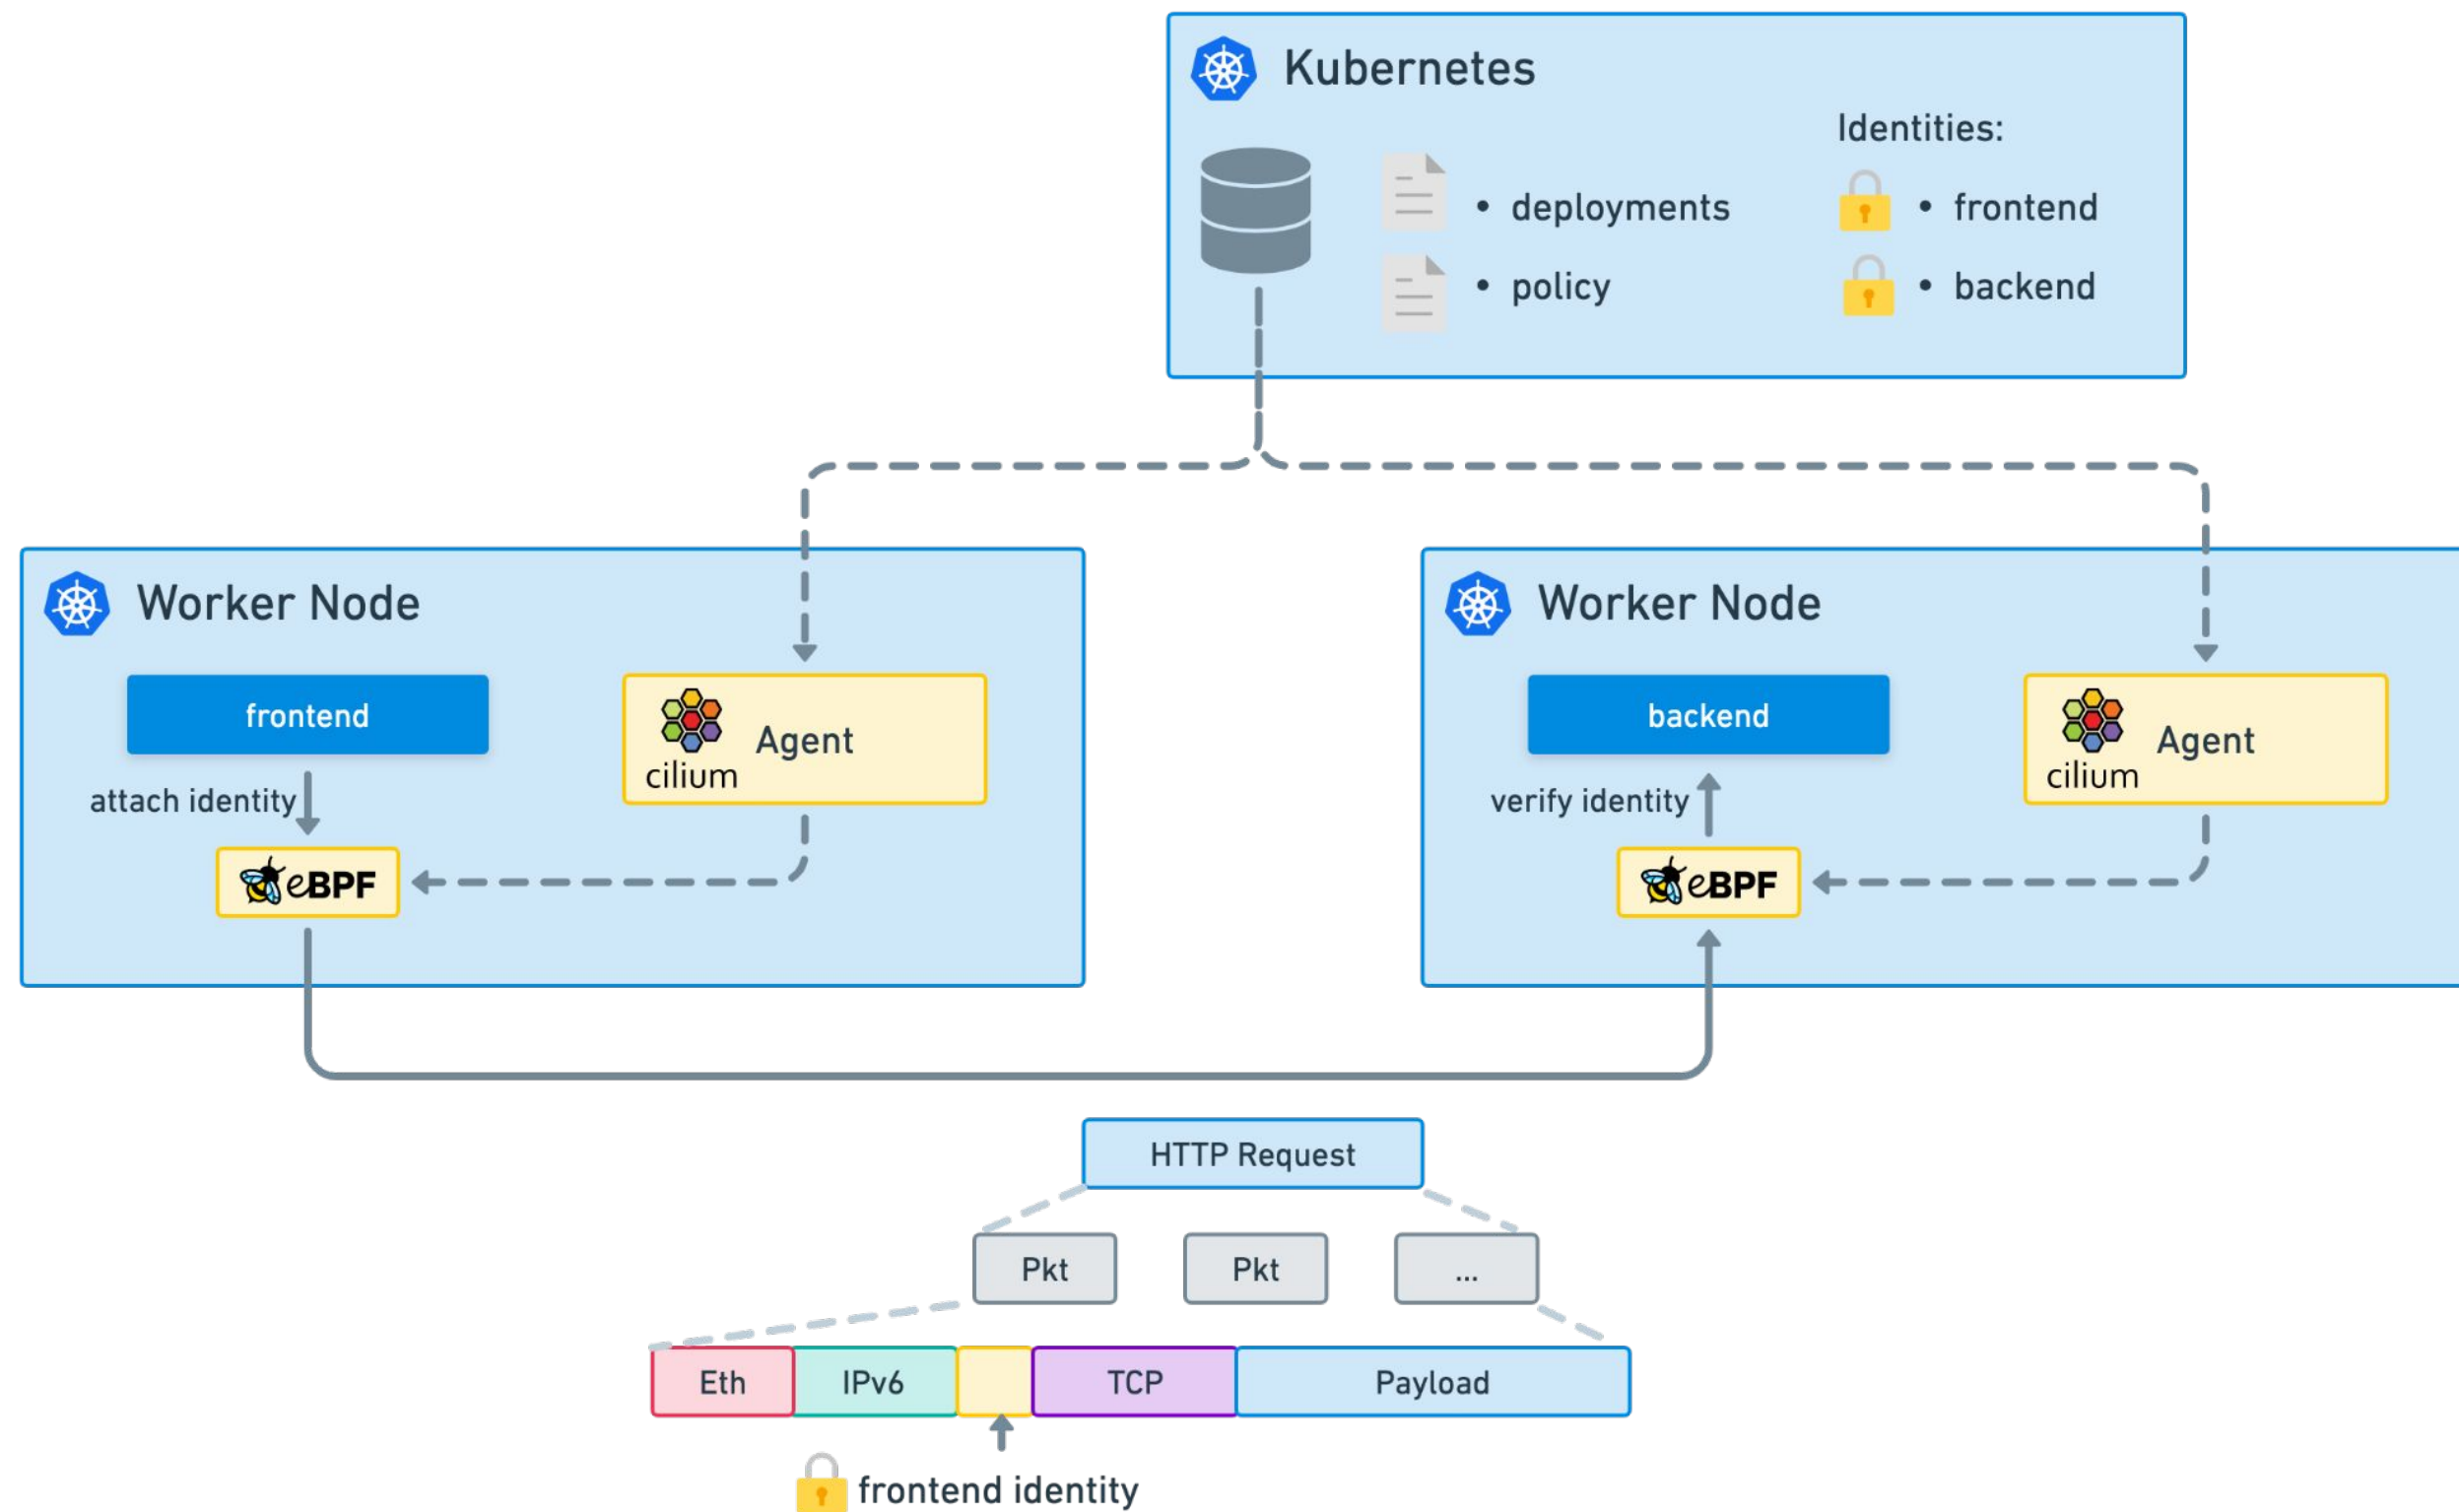 Kubernetes
Identities:
• deployments
• frontend
• policy
• backend
Worker Node
frontend
cilium
Agent
attach identity
eBPF
Worker Node
backend
cilium
Agent
verify identity
eBPF
HTTP Request
Pkt
Pkt
...
Eth
IPv6
TCP
Payload
frontend identity